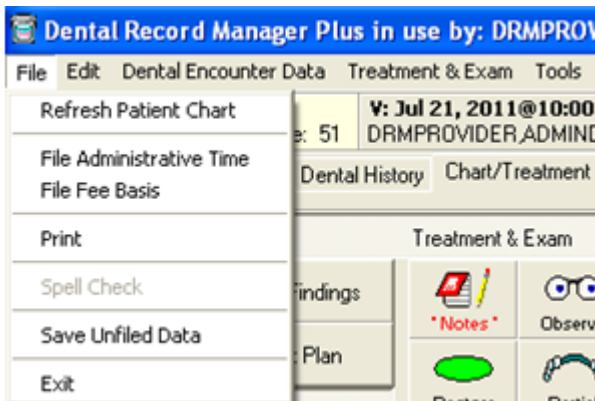 Dental Record Manager Plus in use by: DRMPROV
File Edit Dental Encounter Data Treatment & Exam Tools
Refresh Patient Chart
File Administrative Time
File Fee Basis
Print
Spell Check
Save Unfiled Data
Exit
V: Jul 21, 2011@10:00
e: 51 DRMPROVIDER,ADMIND
Dental History Chart/Treatment
Treatment & Exam
Findings
Plan
*Notes*
Observ